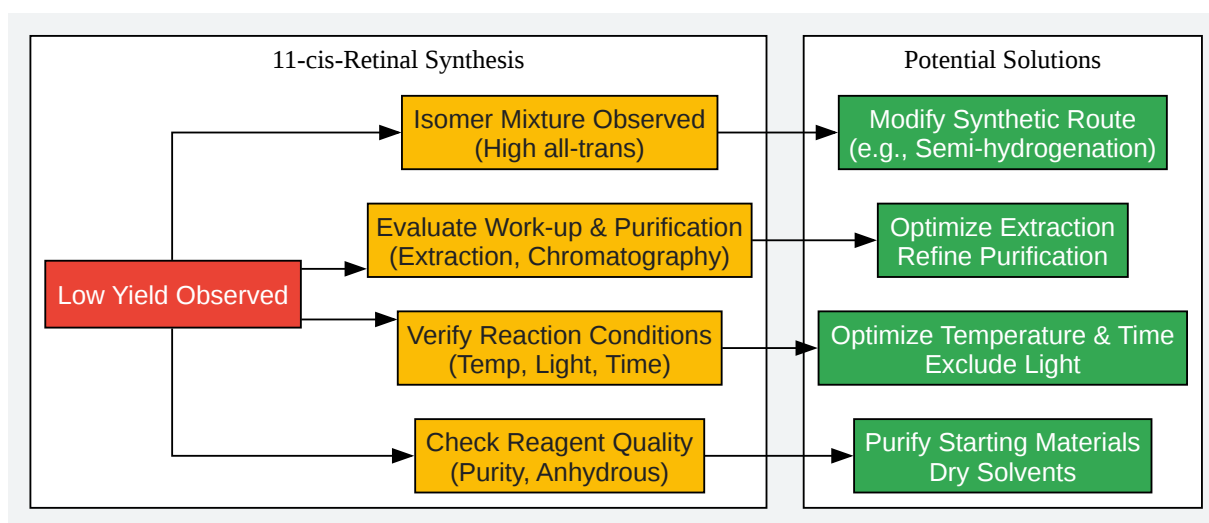 11-cis-Retinal Synthesis
Potential Solutions
Low Yield Observed
Isomer Mixture Observed
(High all-trans)
Modify Synthetic Route
(e.g., Semi-hydrogenation)
Evaluate Work-up & Purification
(Extraction, Chromatography)
Optimize Extraction
Refine Purification
Verify Reaction Conditions
(Temp, Light, Time)
Optimize Temperature & Time
Exclude Light
Check Reagent Quality
(Purity, Anhydrous)
Purify Starting Materials
Dry Solvents